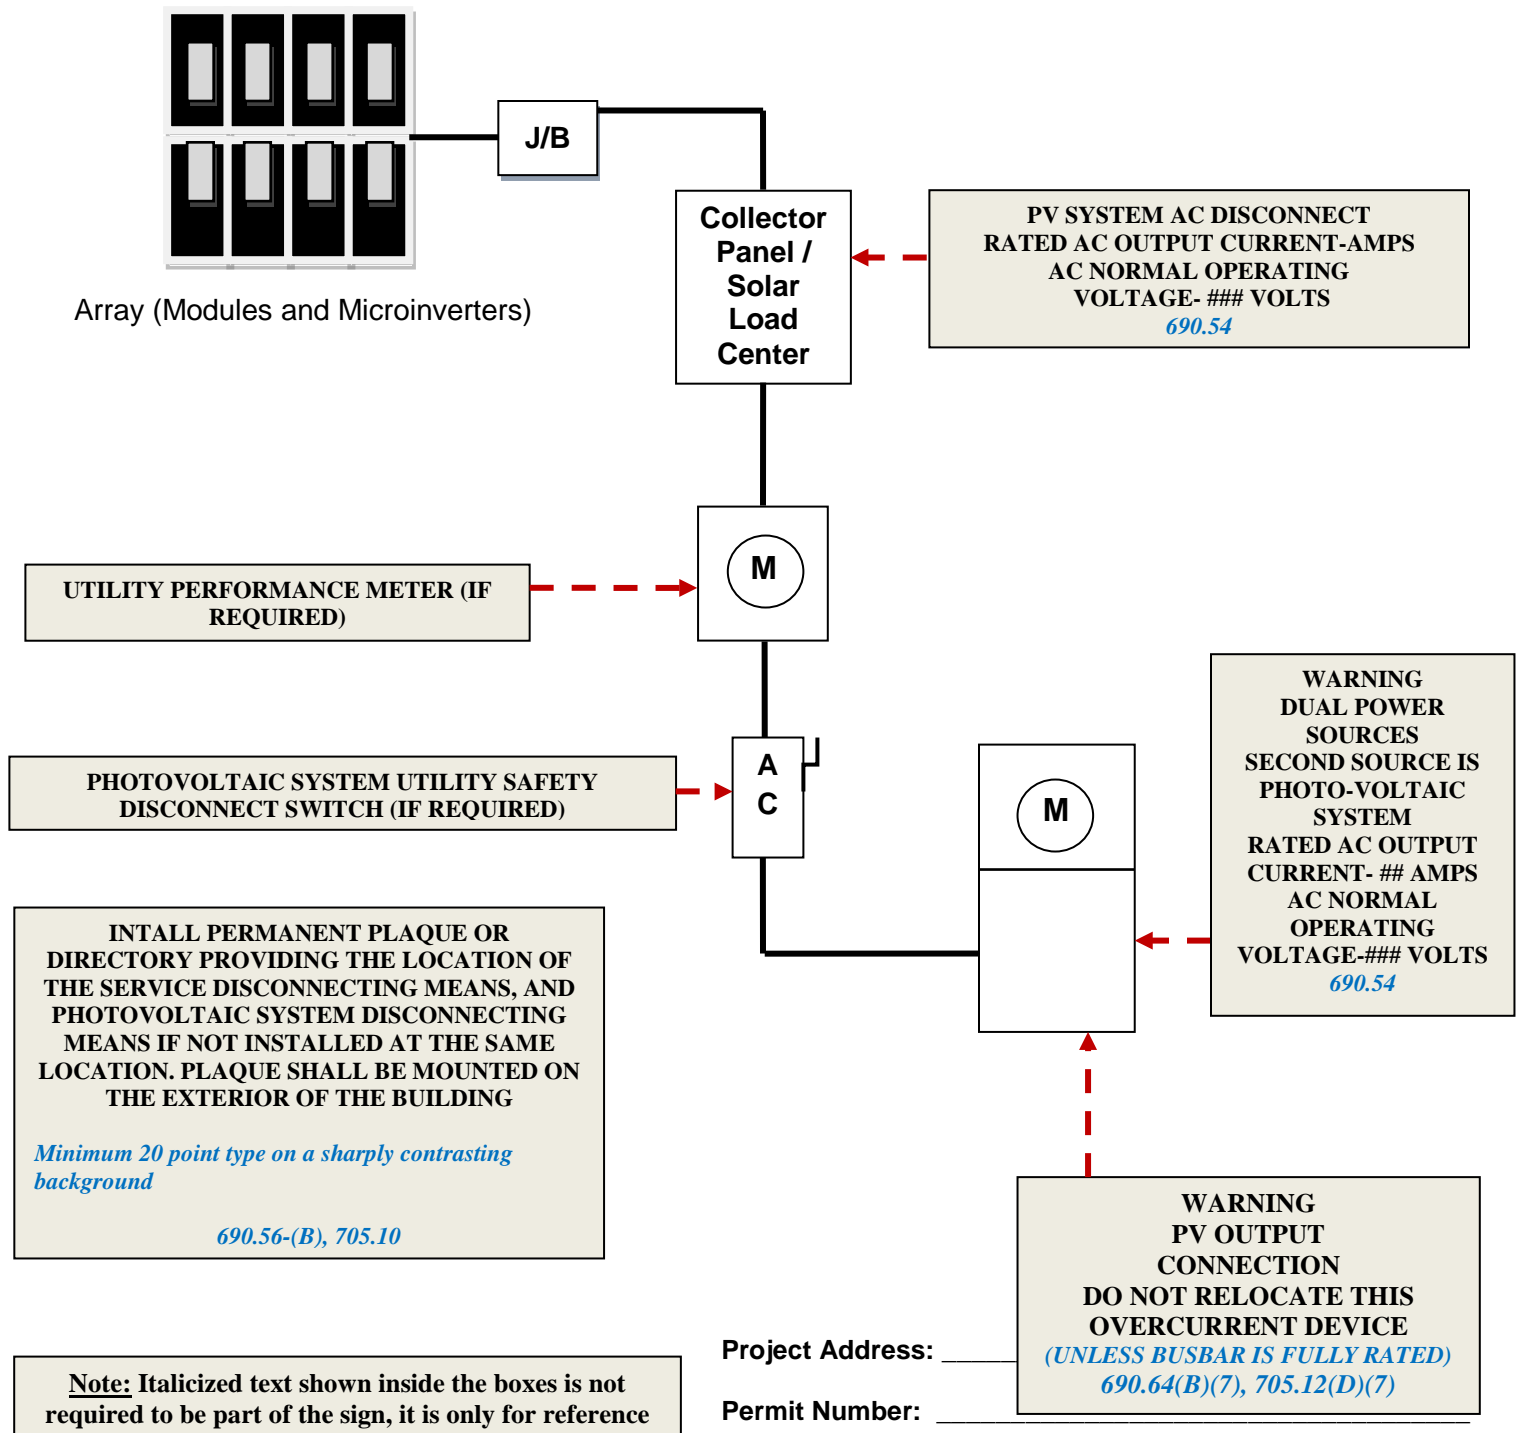 J/B
Collector
Panel /
Solar
Load
Center
PV SYSTEM AC DISCONNECT
RATED AC OUTPUT CURRENT-AMPS
AC NORMAL OPERATING
VOLTAGE- ### VOLTS
690.54
Array (Modules and Microinverters)
M
UTILITY PERFORMANCE METER (IF
REQUIRED)
A
C
PHOTOVOLTAIC SYSTEM UTILITY SAFETY
DISCONNECT SWITCH (IF REQUIRED)
M
WARNING
DUAL POWER
SOURCES
SECOND SOURCE IS
PHOTO-VOLTAIC
SYSTEM
RATED AC OUTPUT
CURRENT- ## AMPS
AC NORMAL
OPERATING
VOLTAGE-### VOLTS
690.54
INTALL PERMANENT PLAQUE OR
DIRECTORY PROVIDING THE LOCATION OF
THE SERVICE DISCONNECTING MEANS, AND
PHOTOVOLTAIC SYSTEM DISCONNECTING
MEANS IF NOT INSTALLED AT THE SAME
LOCATION. PLAQUE SHALL BE MOUNTED ON
THE EXTERIOR OF THE BUILDING
Minimum 20 point type on a sharply contrasting
background
690.56-(B), 705.10
WARNING
PV OUTPUT
CONNECTION
DO NOT RELOCATE THIS
OVERCURRENT DEVICE
(UNLESS BUSBAR IS FULLY RATED)
690.64(B)(7), 705.12(D)(7)
Note: Italicized text shown inside the boxes is not
required to be part of the sign, it is only for reference
Project Address: _____
Permit Number: ____________________________________